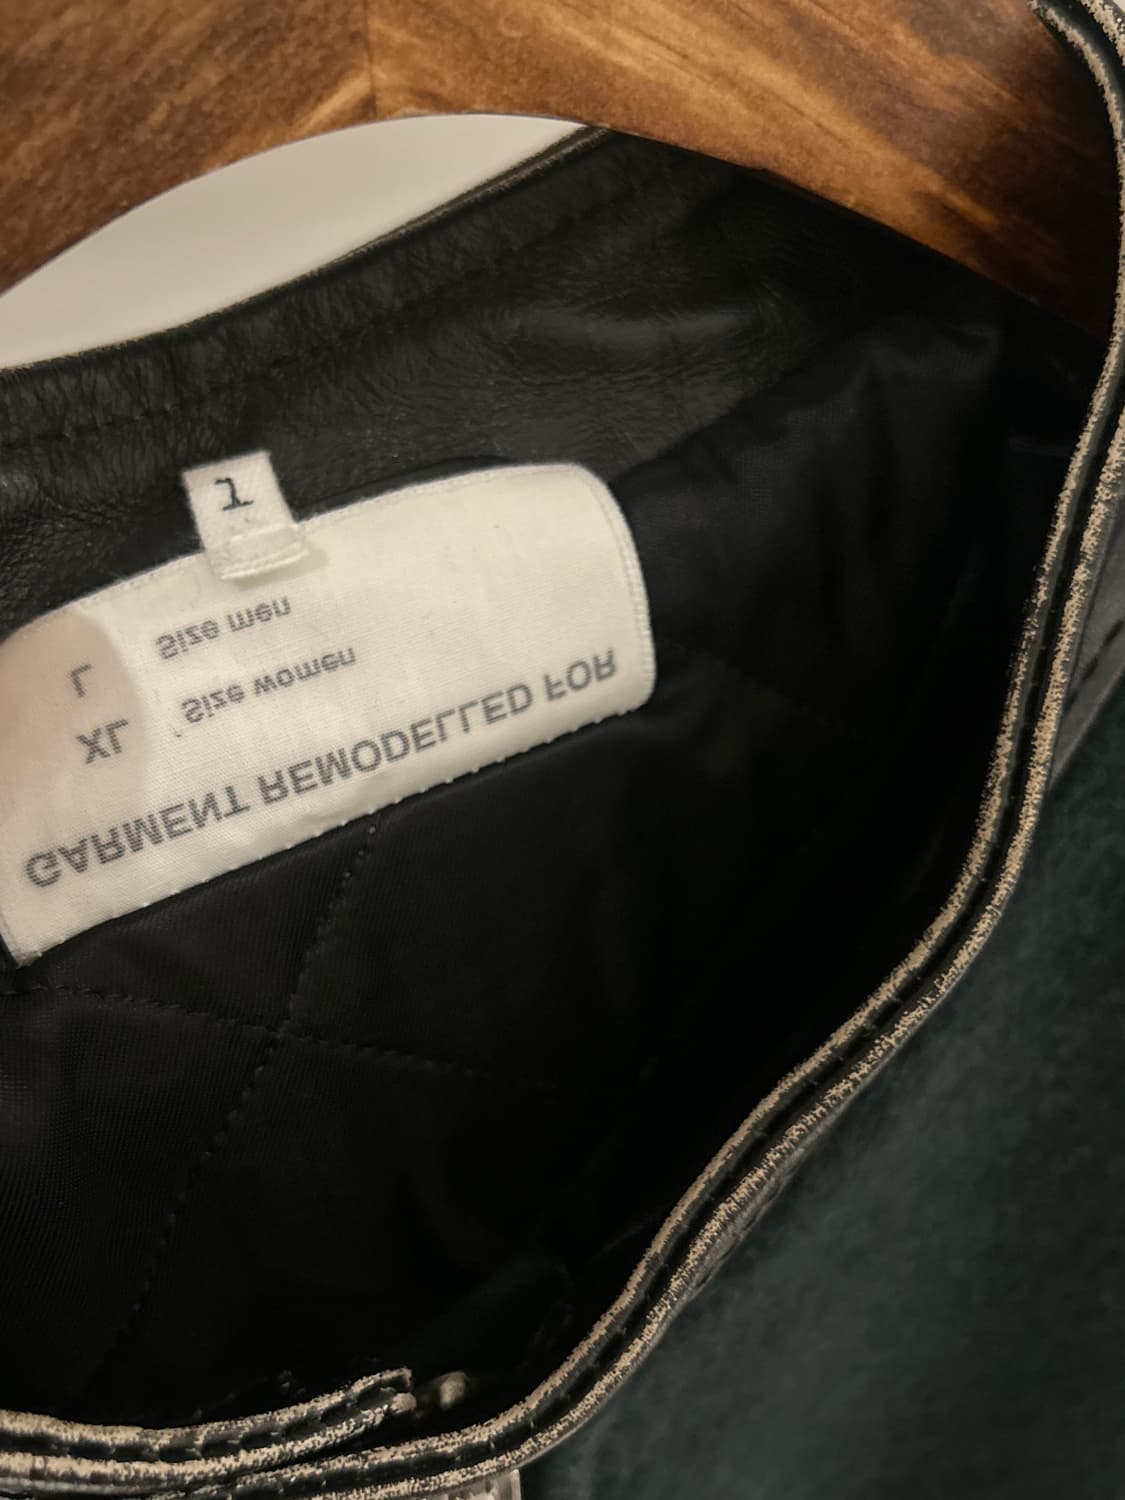 1
GARMENT REMODELLED FOR
XL Size women
L Size men